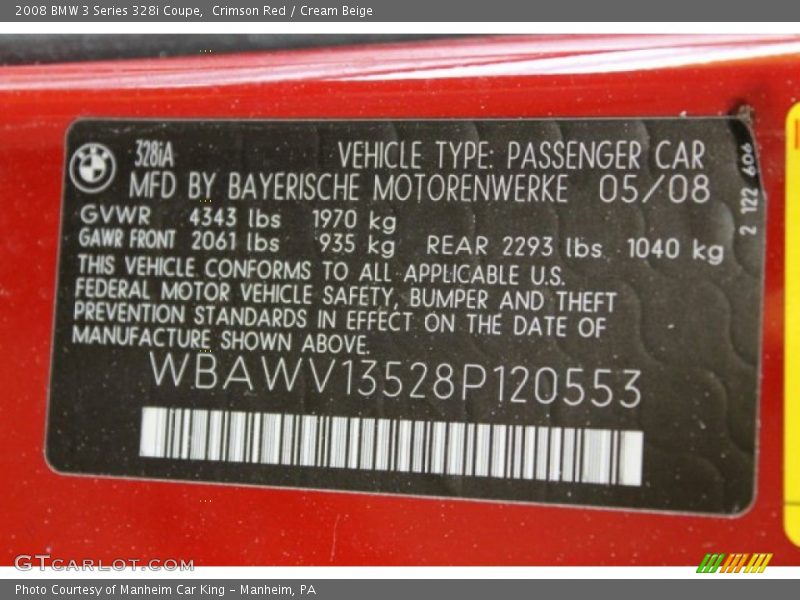 2008 BMW 3 Series 328i Coupe, Crimson Red / Cream Beige
BMW
328iA VEHICLE TYPE: PASSENGER CAR
MFD BY BAYERISCHE MOTORENWERKE 05/08
GVWR 4343 lbs 1970 kg
GAWR FRONT 2061 lbs 935 kg REAR 2293 lbs 1040 kg
THIS VEHICLE CONFORMS TO ALL APPLICABLE U.S.
FEDERAL MOTOR VEHICLE SAFETY, BUMPER AND THEFT
PREVENTION STANDARDS IN EFFECT ON THE DATE OF
MANUFACTURE SHOWN ABOVE.
WBAWV13528P120553
2 122 606
GTCARLOT.COM
Photo Courtesy of Manheim Car King - Manheim, PA